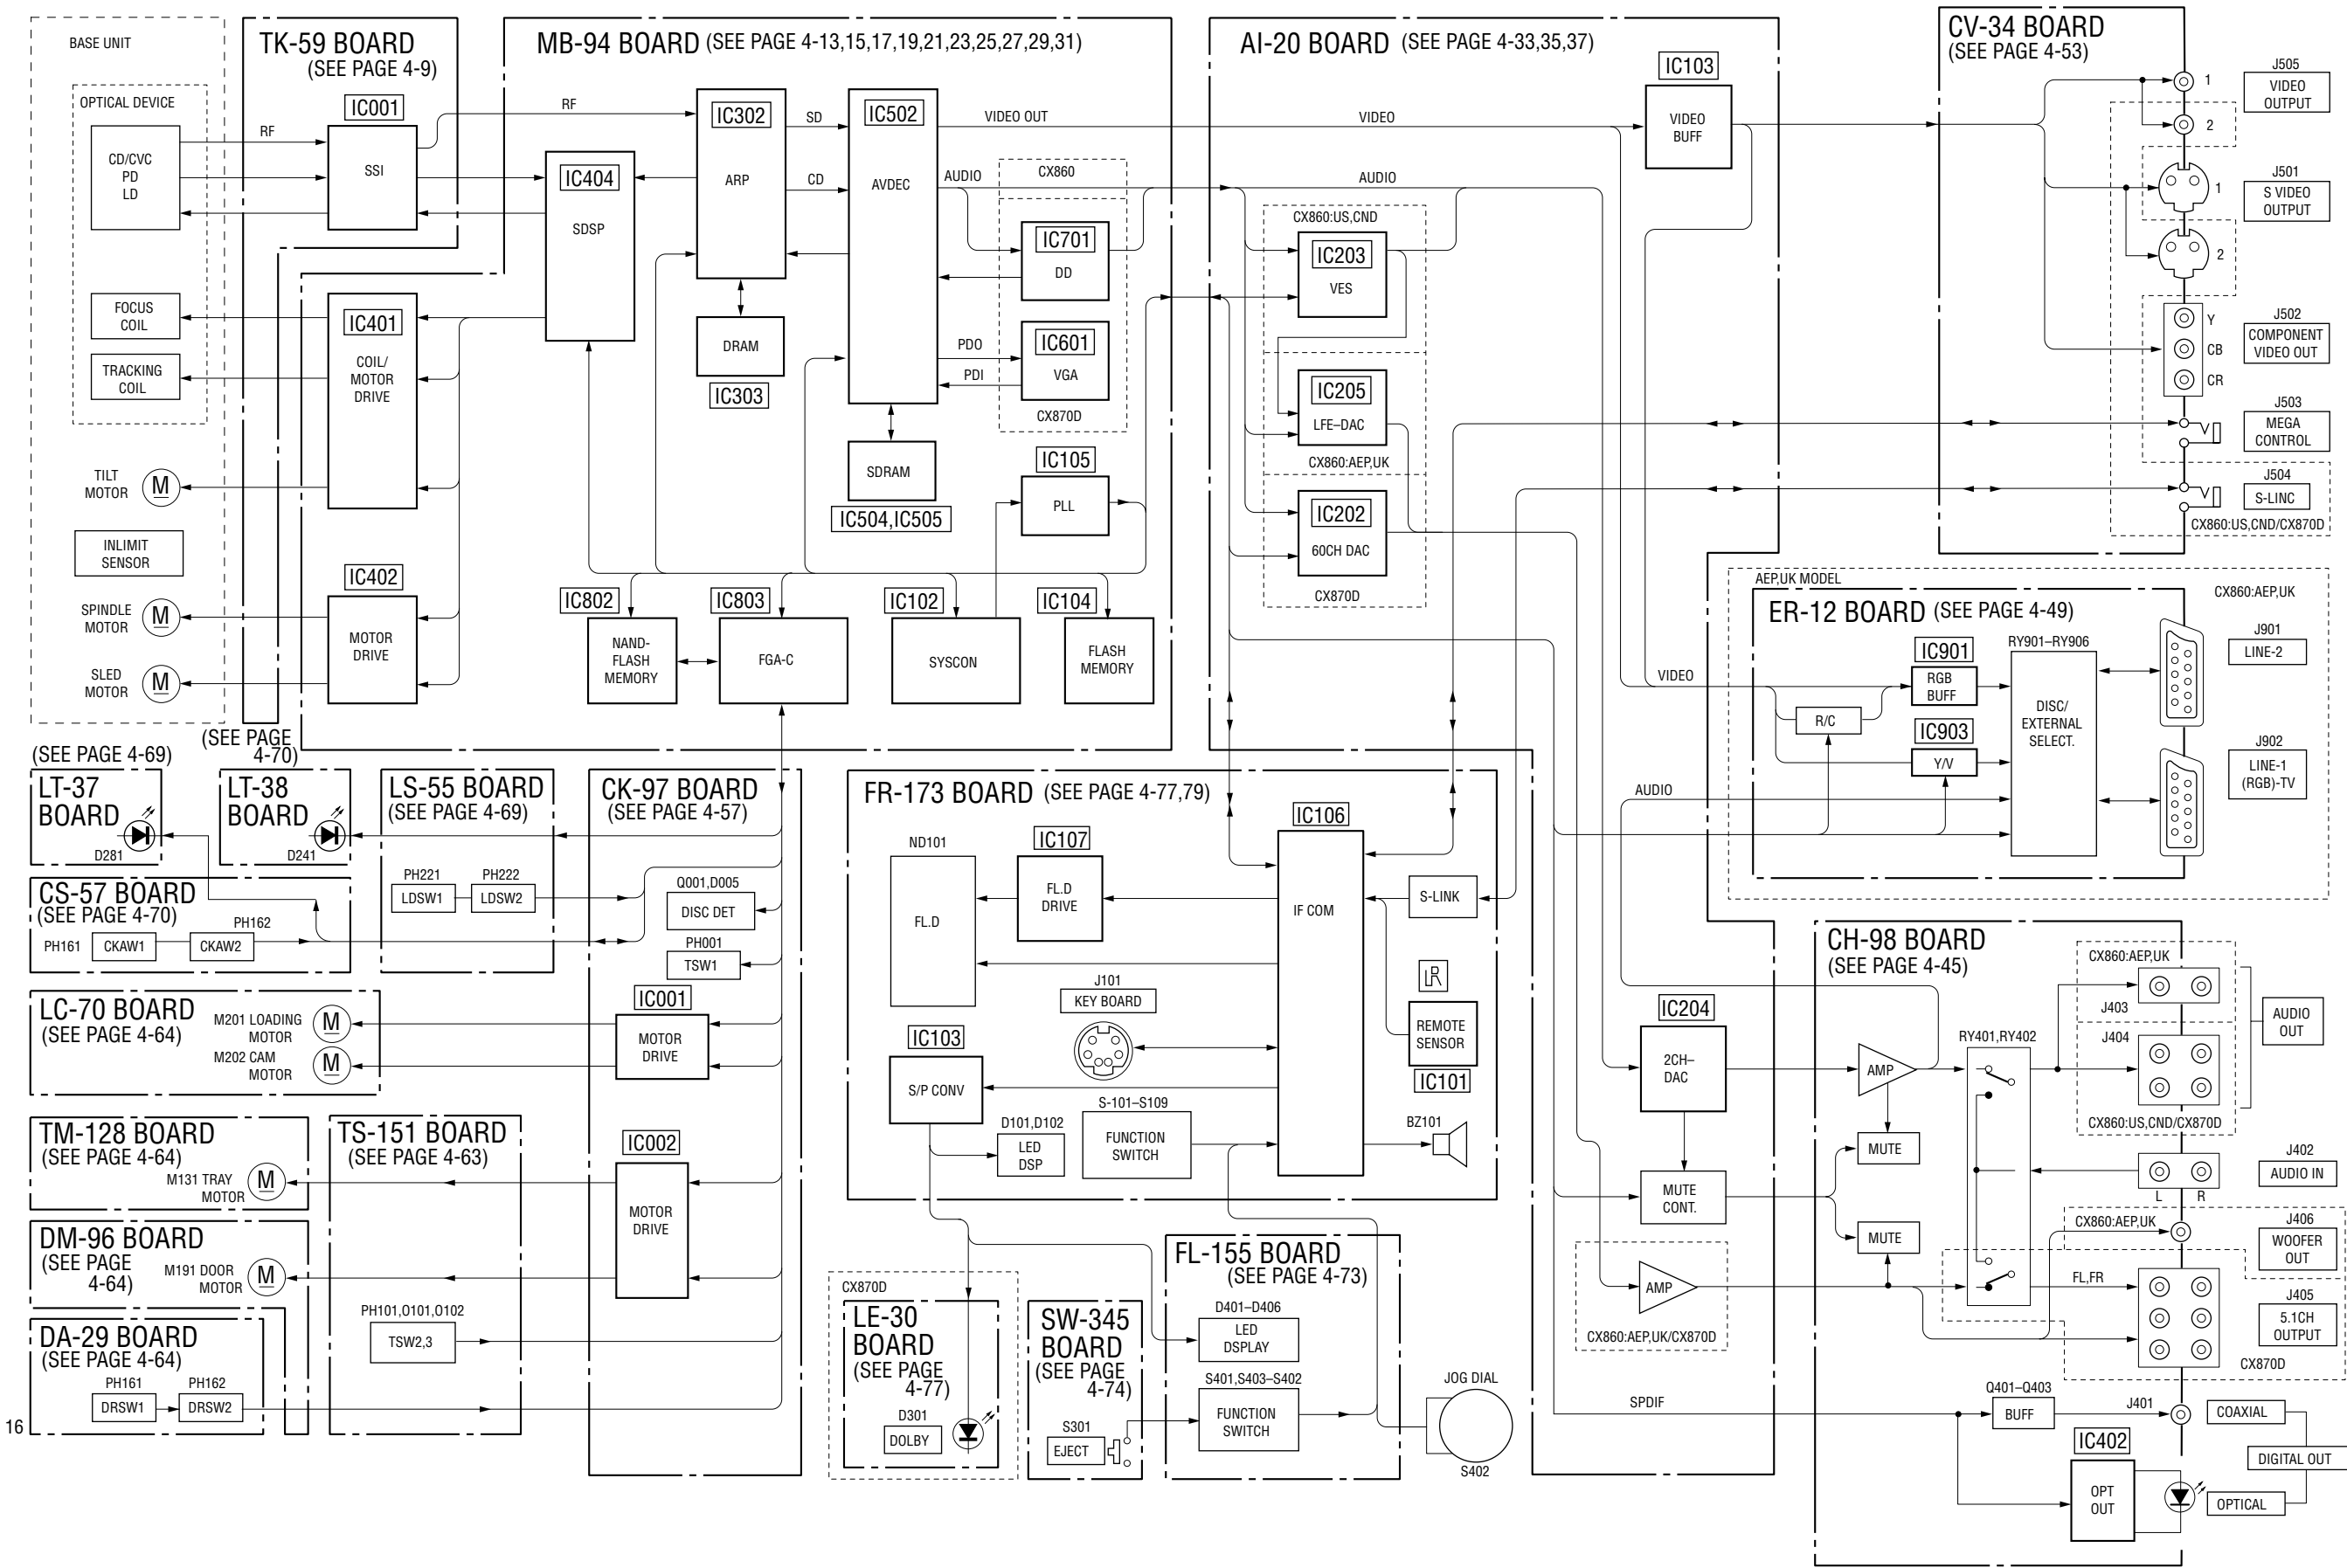 BASE UNIT
OPTICAL DEVICE
CD/CVC
PD
LD
RF
FOCUS
COIL
TRACKING
COIL
TILT
MOTOR
M
INLIMIT
SENSOR
SPINDLE
MOTOR
M
SLED
MOTOR
M
TK-59 BOARD
(SEE PAGE 4-9)
IC001
SSI
IC401
COIL/
MOTOR
DRIVE
IC402
MOTOR
DRIVE
MB-94 BOARD (SEE PAGE 4-13,15,17,19,21,23,25,27,29,31)
RF
IC404
SDSP
IC302
ARP
SD
CD
DRAM
IC303
IC502
AVDEC
VIDEO OUT
AUDIO
CX860
IC701
DD
PDO
PDI
IC601
VGA
CX870D
SDRAM
IC504,IC505
IC105
PLL
IC802
NAND-
FLASH
MEMORY
IC803
FGA-C
IC102
SYSCON
IC104
FLASH
MEMORY
AI-20 BOARD (SEE PAGE 4-33,35,37)
IC103
VIDEO
BUFF
VIDEO
AUDIO
CX860:US,CND
IC203
VES
IC205
LFE–DAC
CX860:AEP,UK
IC202
60CH DAC
CX870D
IC204
2CH–
DAC
MUTE
CONT.
AMP
CX860:AEP,UK/CX870D
SPDIF
CV-34 BOARD
(SEE PAGE 4-53)
1
2
J505
VIDEO
OUTPUT
1
2
J501
S VIDEO
OUTPUT
Y
CB
CR
J502
COMPONENT
VIDEO OUT
J503
MEGA
CONTROL
J504
S-LINC
CX860:US,CND/CX870D
AEP,UK MODEL
CX860:AEP,UK
ER-12 BOARD (SEE PAGE 4-49)
VIDEO
R/C
IC901
RGB
BUFF
IC903
Y/V
AUDIO
RY901–RY906
DISC/
EXTERNAL
SELECT.
J901
LINE-2
J902
LINE-1
(RGB)-TV
(SEE PAGE 4-69)
LT-37
BOARD
D281
(SEE PAGE
4-70)
LT-38
BOARD
D241
LS-55 BOARD
(SEE PAGE 4-69)
PH221
LDSW1
PH222
LDSW2
CS-57 BOARD
(SEE PAGE 4-70)
PH161
CKAW1
PH162
CKAW2
CK-97 BOARD
(SEE PAGE 4-57)
Q001,D005
DISC DET
PH001
TSW1
IC001
MOTOR
DRIVE
IC002
MOTOR
DRIVE
LC-70 BOARD
(SEE PAGE 4-64)
M201 LOADING
MOTOR
M
M202 CAM
MOTOR
M
TM-128 BOARD
(SEE PAGE 4-64)
M131 TRAY
MOTOR
M
DM-96 BOARD
(SEE PAGE
4-64)
M191 DOOR
MOTOR
M
DA-29 BOARD
(SEE PAGE 4-64)
PH161
DRSW1
PH162
DRSW2
TS-151 BOARD
(SEE PAGE 4-63)
PH101,Q101,Q102
TSW2,3
FR-173 BOARD (SEE PAGE 4-77,79)
ND101
FL.D
IC107
FL.D
DRIVE
IC106
IF COM
S-LINK
J101
KEY BOARD
REMOTE
SENSOR
IC101
IC103
S/P CONV
D101,D102
LED
DSP
S-101–S109
FUNCTION
SWITCH
BZ101
CX870D
LE-30
BOARD
(SEE PAGE
4-77)
D301
DOLBY
SW-345
BOARD
(SEE PAGE
4-74)
S301
EJECT
FL-155 BOARD
(SEE PAGE 4-73)
D401–D406
LED
DSPLAY
S401,S403–S402
FUNCTION
SWITCH
JOG DIAL
S402
CH-98 BOARD
(SEE PAGE 4-45)
AMP
MUTE
MUTE
RY401,RY402
CX860:AEP,UK
J403
J404
CX860:US,CND/CX870D
AUDIO
OUT
L
R
J402
AUDIO IN
CX860:AEP,UK
J406
WOOFER
OUT
FL,FR
J405
5.1CH
OUTPUT
CX870D
Q401–Q403
BUFF
J401
COAXIAL
IC402
OPT
OUT
DIGITAL OUT
OPTICAL
16